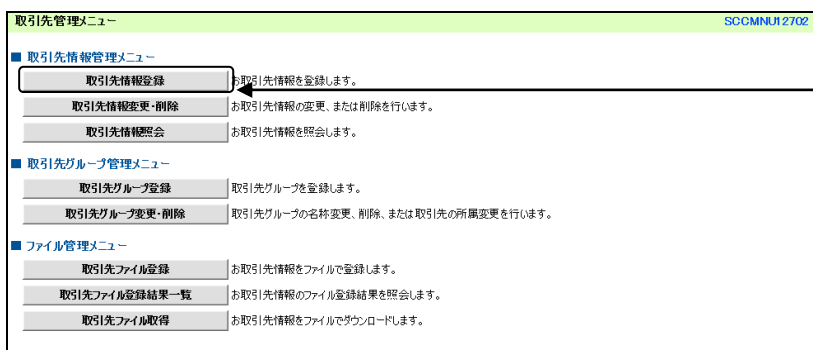 取引先管理メニュー SCCMNU12702
■ 取引先情報管理メニュー
取引先情報登録 お取引先情報を登録します。
取引先情報変更・削除 お取引先情報の変更、または削除を行います。
取引先情報照会 お取引先情報を照会します。
■ 取引先グループ管理メニュー
取引先グループ登録 取引先グループを登録します。
取引先グループ変更・削除 取引先グループの名称変更、削除、または取引先の所属変更を行います。
■ ファイル管理メニュー
取引先ファイル登録 お取引先情報をファイルで登録します。
取引先ファイル登録結果一覧 お取引先情報のファイル登録結果を照会します。
取引先ファイル取得 お取引先情報をファイルでダウンロードします。